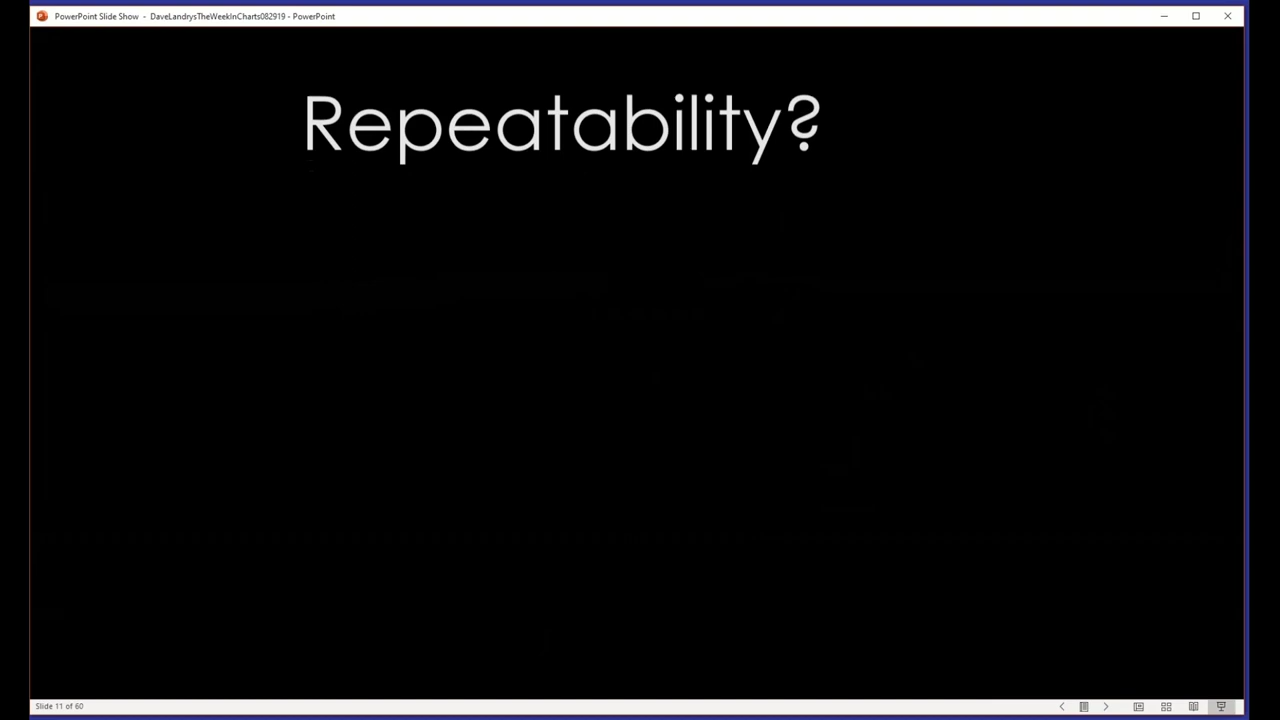 PowerPoint Slide Show - DaveLandrysTheWeekInCharts082919 - PowerPoint
Repeatability?
Slide 11 of 60